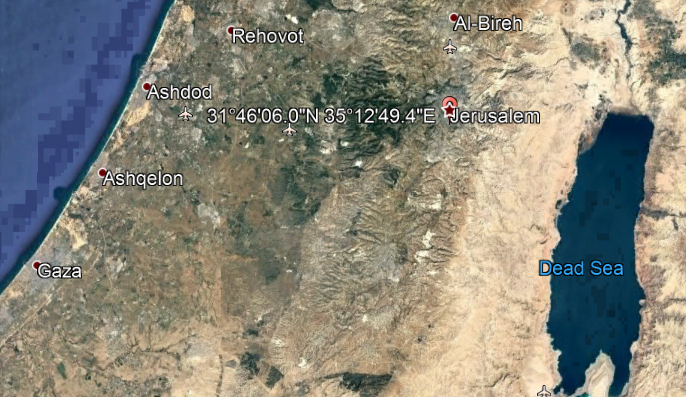 Al-Bireh
Rehovot
Ashdod
31°46'06.0"N 35°12'49.4"E
Jerusalem
Ashqelon
Gaza
Dead Sea